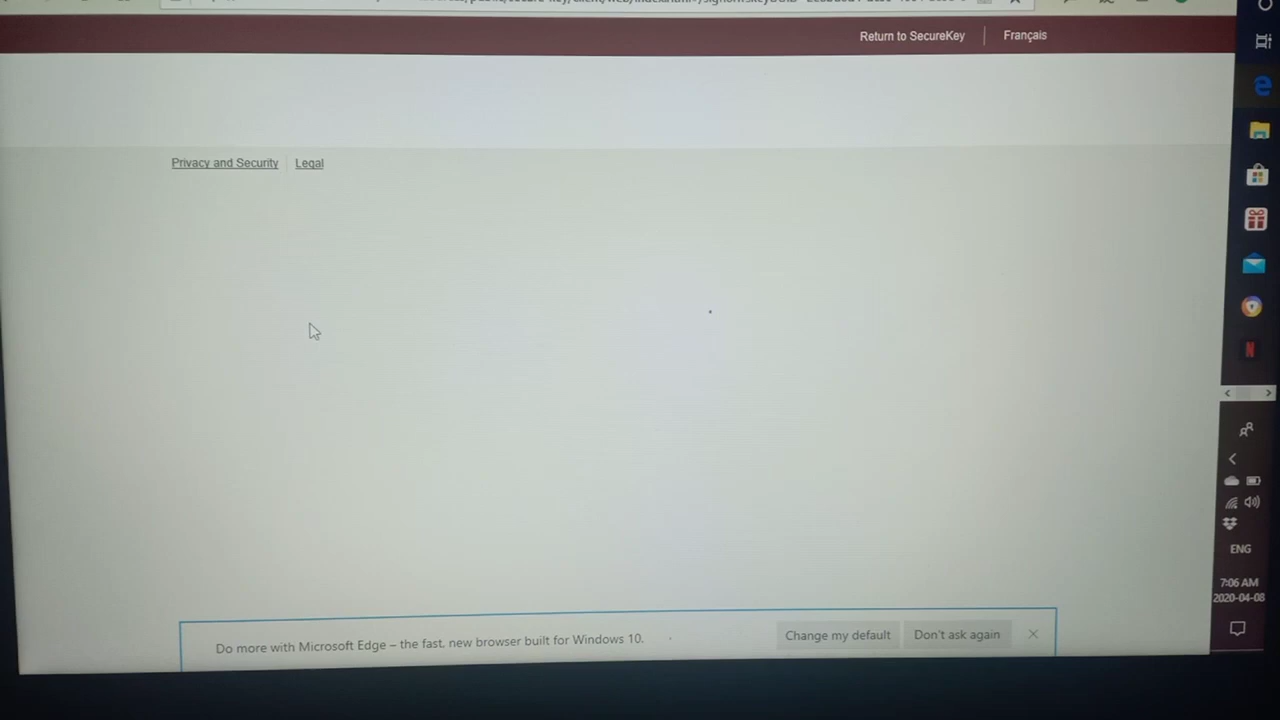 Return to SecureKey
Français
Privacy and Security
Legal
ENG
7:06 AM
2020-04-08
Do more with Microsoft Edge – the fast, new browser built for Windows 10.
Change my default
Don't ask again